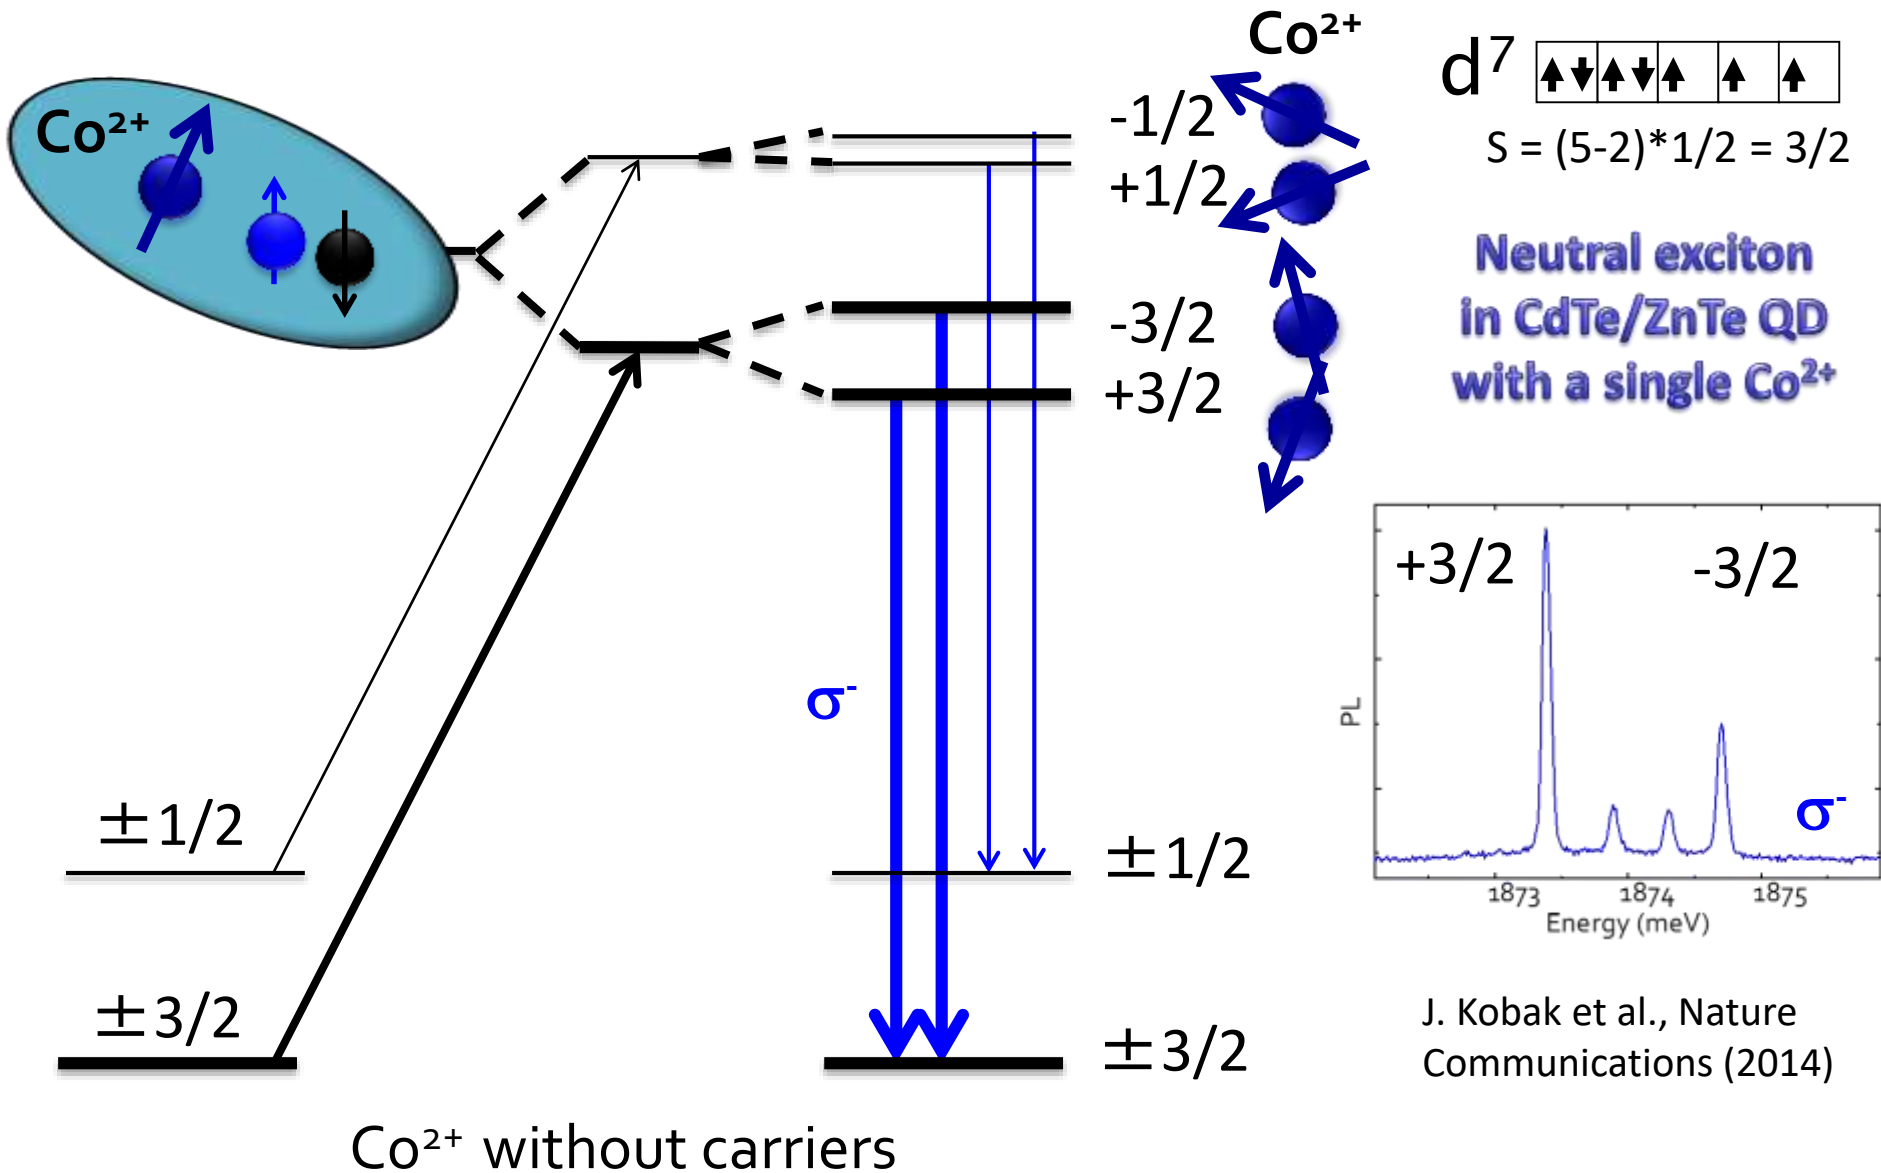 Co²⁺
Co²⁺
d⁷
S = (5-2)*1/2 = 3/2
-1/2
+1/2
-3/2
+3/2
Neutral exciton
in CdTe/ZnTe QD
with a single Co²⁺
σ⁻
±1/2
±3/2
±1/2
±3/2
+3/2
-3/2
σ⁻
PL
1873 1874 1875
Energy (meV)
J. Kobak et al., Nature
Communications (2014)
Co²⁺ without carriers